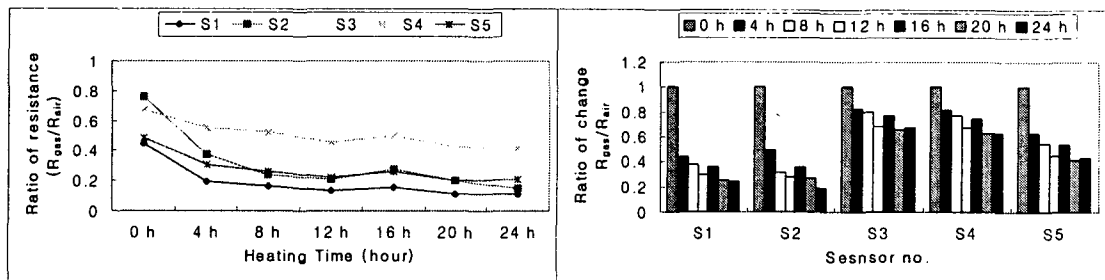 S1 S2 S3 S4 S5
Ratio of resistance
(Rgas/Rair)
1
0.8
0.6
0.4
0.2
0
0 h 4 h 8 h 12 h 16 h 20 h 24 h
Heating Time (hour)
0 h 4 h 8 h 12 h 16 h 20 h 24 h
Ratio of change
Rgas/Rair
1.2
1
0.8
0.6
0.4
0.2
0
S1 S2 S3 S4 S5
Sesnsor no.